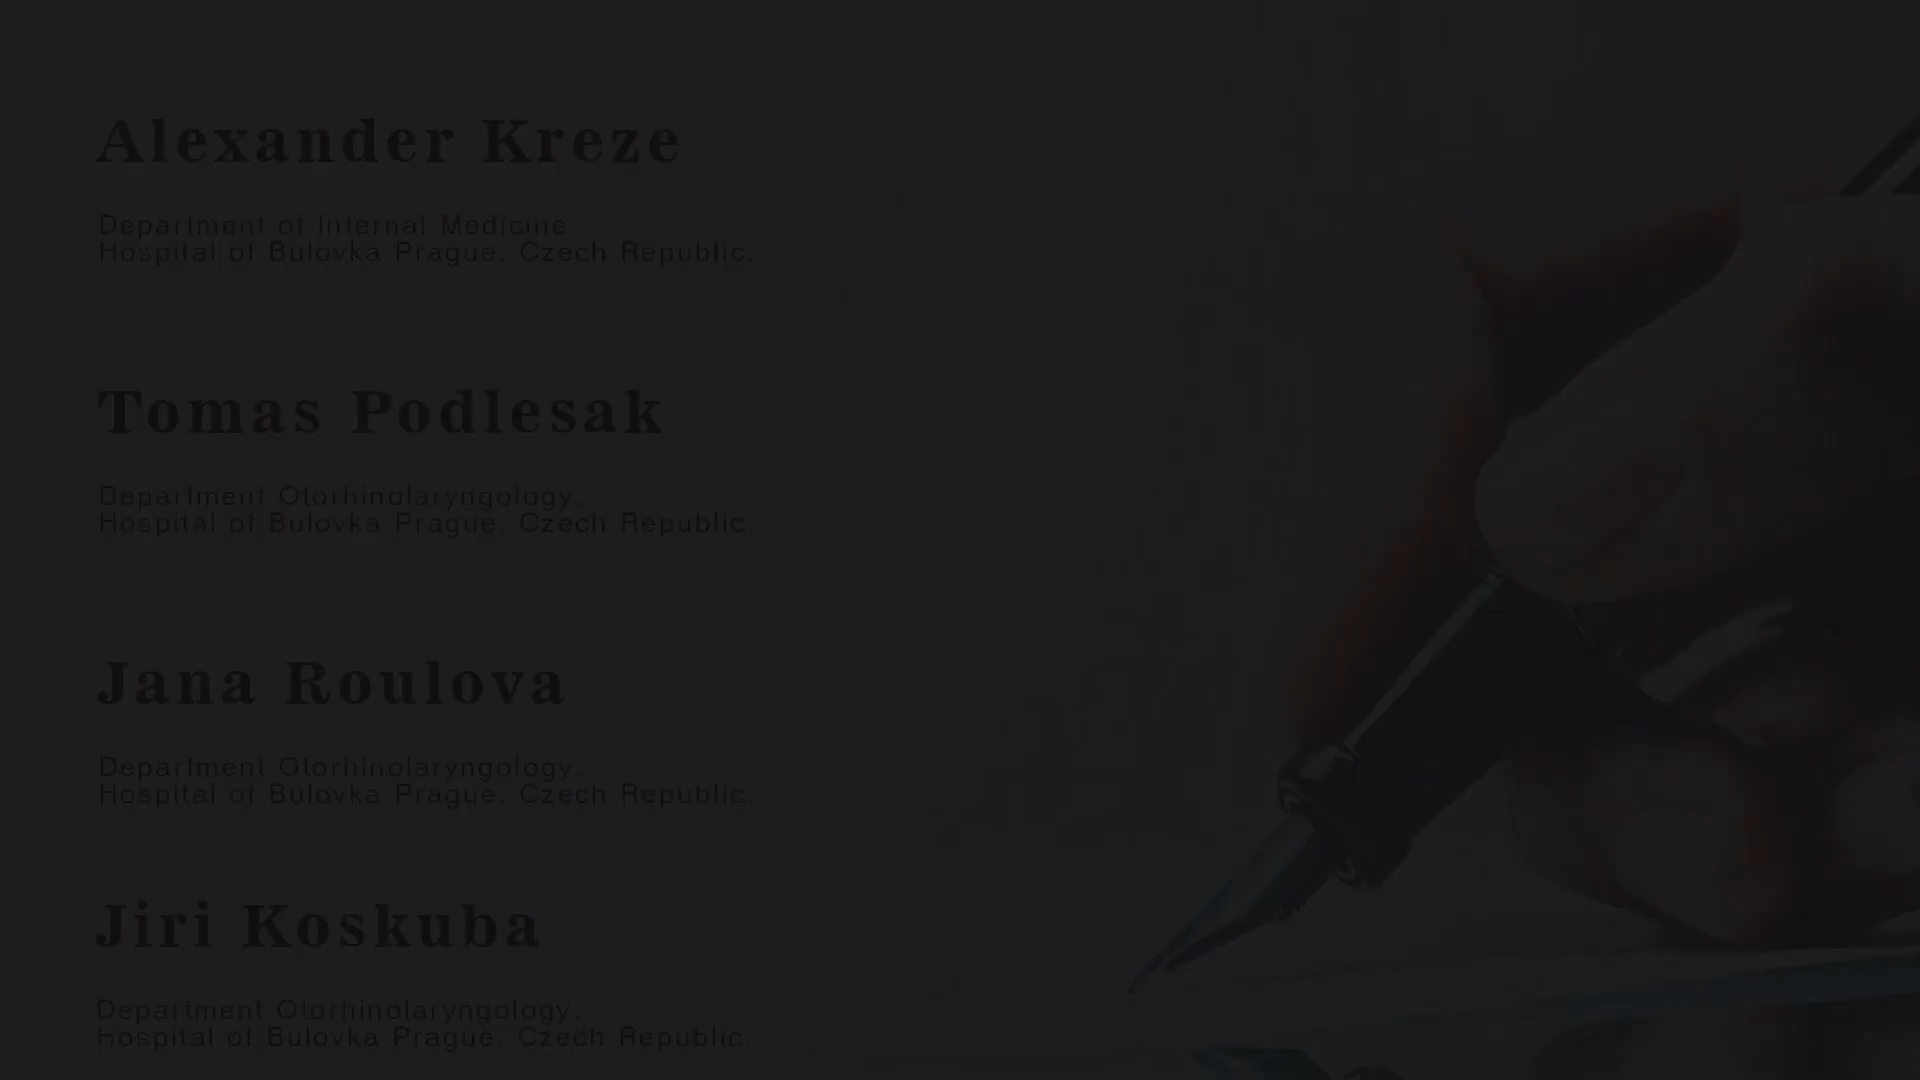 Alexander Kreze
Department of Internal Medicine.
Hospital of Bulovka Prague. Czech Republic.
Tomas Podlesak
Department Otorhinolaryngology.
Hospital of Bulovka Prague. Czech Republic.
Jana Roulova
Department Otorhinolaryngology.
Hospital of Bulovka Prague. Czech Republic.
Jiri Koskuba
Department Otorhinolaryngology.
Hospital of Bulovka Prague. Czech Republic.